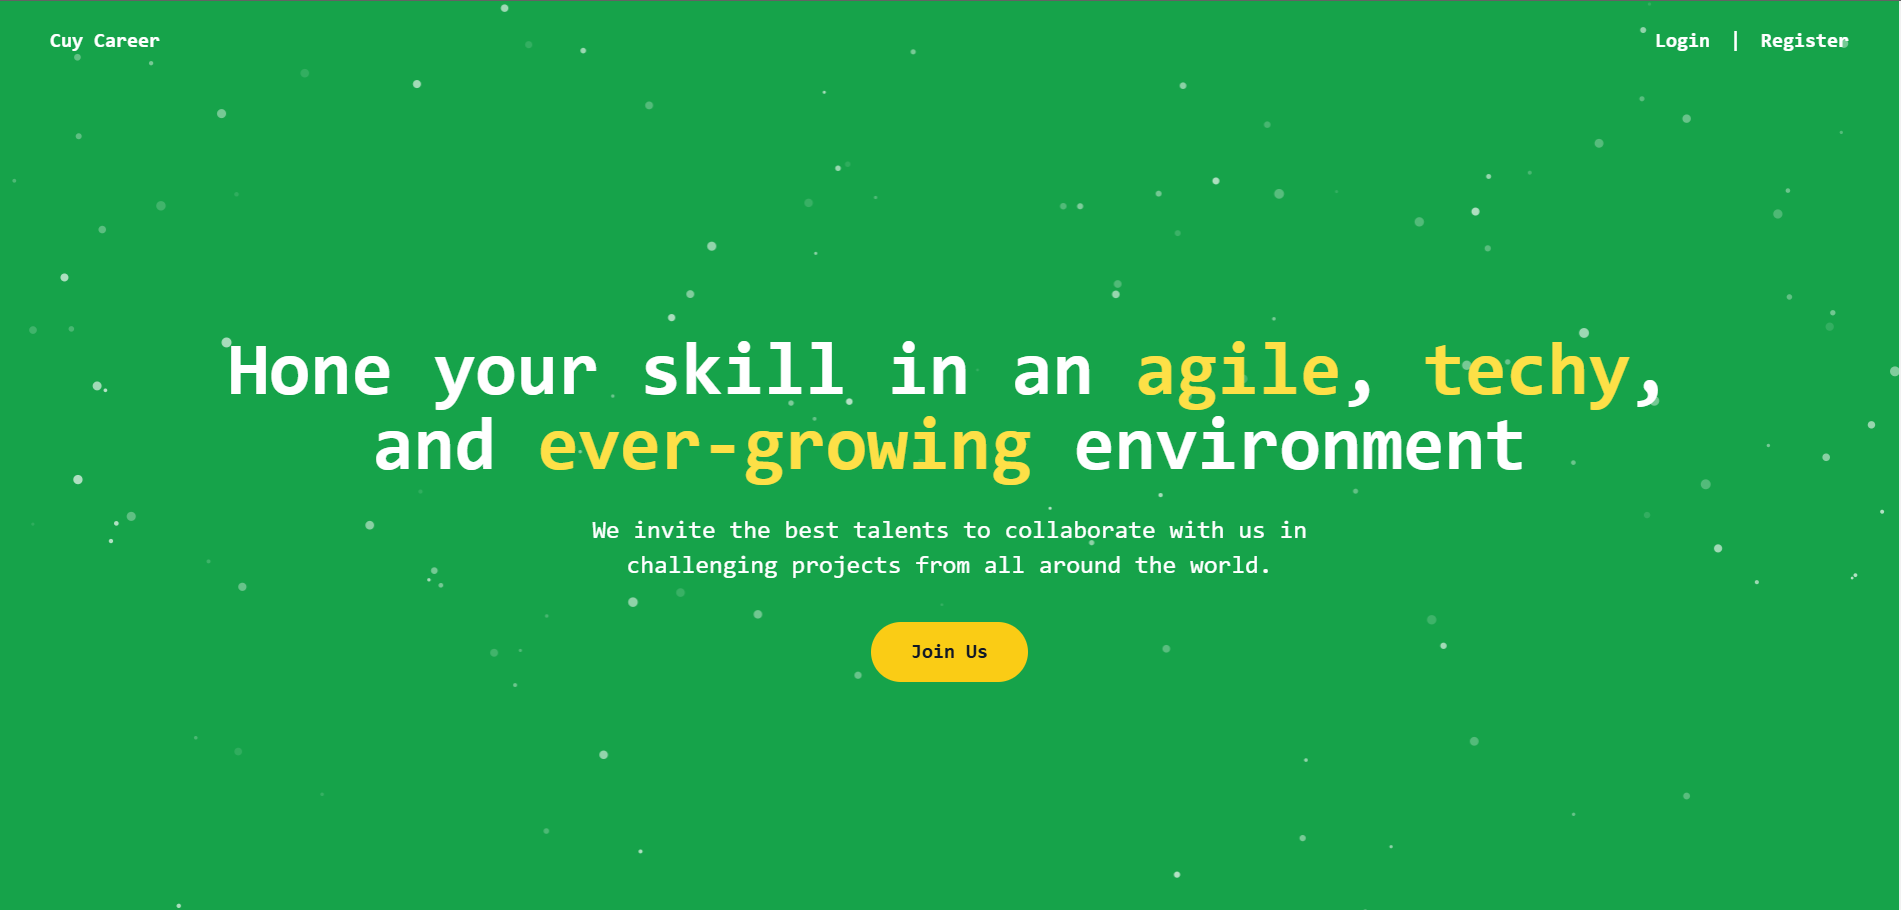 Cuy Career
Login | Register
Hone your skill in an agile, techy,
and ever-growing environment
We invite the best talents to collaborate with us in
challenging projects from all around the world.
Join Us